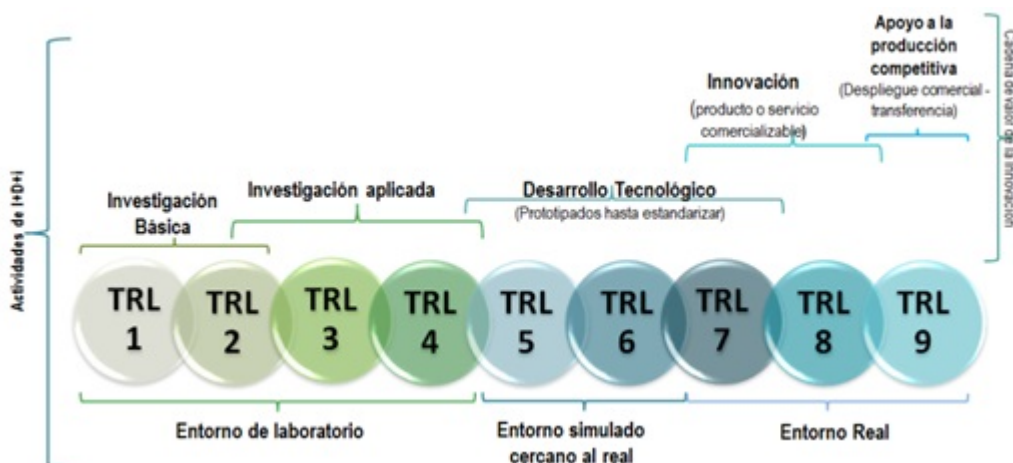 Apoyo a la
producción
competitiva
(Despliegue comercial -
transferencia)
Innovación
(producto o servicio
comercializable)
Desarrollo Tecnológico
(Prototipados hasta estandarizar)
Investigación aplicada
Investigación
Básica
Actividades de I+D+i
Cadena de valor de la innovación
TRL
1
TRL
2
TRL
3
TRL
4
TRL
5
TRL
6
TRL
7
TRL
8
TRL
9
Entorno de laboratorio
Entorno simulado
cercano al real
Entorno Real